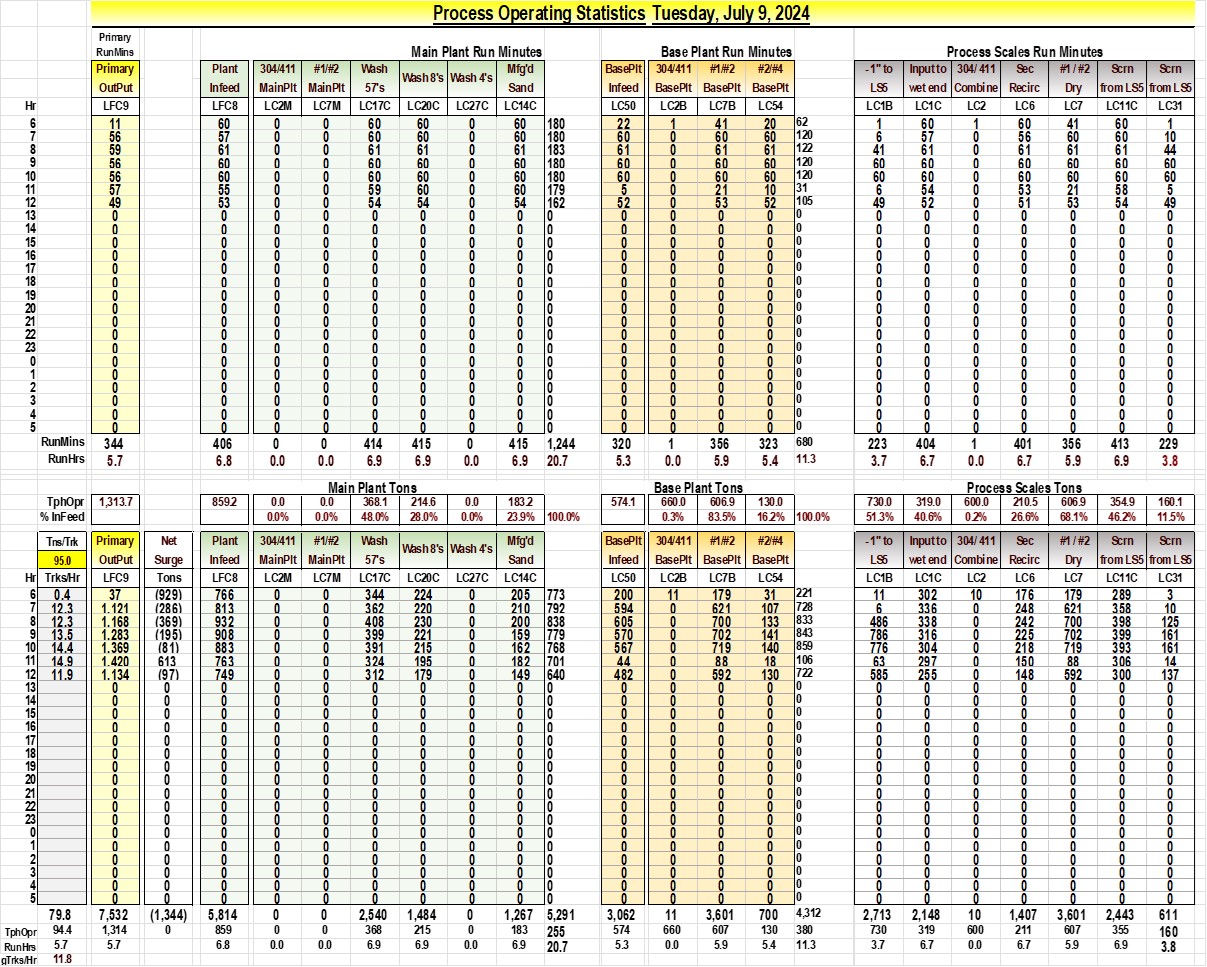 Process Operating Statistics Tuesday, July 9, 2024
Primary
RunMins Main Plant Run Minutes Base Plant Run Minutes Process Scales Run Minutes
Primary Plant 304/411 #1/#2 Wash Wash 8's Wash 4's Mfg'd BasePlt 304/411 #1/#2 #2/#4 -1" to Input to 304/ 411 Sec #1 / #2 Scrn Scrn
OutPut Infeed MainPlt MainPlt 57's Sand Infeed BasePlt BasePlt BasePlt LS5 wet end Combine Recirc Dry from LS5 from LS5
Hr LFC9 LFC8 LC2M LC7M LC17C LC20C LC27C LC14C LC50 LC2B LC7B LC54 LC1B LC1C LC2 LC6 LC7 LC11C LC31
6 11 60 0 0 60 60 0 60 180 22 1 41 20 62 1 60 1 60 41 60 1
7 56 57 0 0 60 60 0 60 180 60 0 60 60 120 6 57 0 56 60 60 10
8 59 61 0 0 61 61 0 61 183 61 0 61 61 122 41 61 0 61 61 61 44
9 56 60 0 0 60 60 0 60 180 60 0 60 60 120 60 60 0 60 60 60 60
10 56 60 0 0 60 60 0 60 180 60 0 60 60 120 60 60 0 60 60 60 60
11 57 55 0 0 59 60 0 60 179 5 0 21 10 31 6 54 0 53 21 58 5
12 49 53 0 0 54 54 0 54 162 52 0 53 52 105 49 52 0 51 53 54 49
13 0 0 0 0 0 0 0 0 0 0 0 0 0 0 0 0 0 0 0 0
14 0 0 0 0 0 0 0 0 0 0 0 0 0 0 0 0 0 0 0 0
15 0 0 0 0 0 0 0 0 0 0 0 0 0 0 0 0 0 0 0 0
16 0 0 0 0 0 0 0 0 0 0 0 0 0 0 0 0 0 0 0 0
17 0 0 0 0 0 0 0 0 0 0 0 0 0 0 0 0 0 0 0 0
18 0 0 0 0 0 0 0 0 0 0 0 0 0 0 0 0 0 0 0 0
19 0 0 0 0 0 0 0 0 0 0 0 0 0 0 0 0 0 0 0 0
20 0 0 0 0 0 0 0 0 0 0 0 0 0 0 0 0 0 0 0 0
21 0 0 0 0 0 0 0 0 0 0 0 0 0 0 0 0 0 0 0 0
22 0 0 0 0 0 0 0 0 0 0 0 0 0 0 0 0 0 0 0 0
23 0 0 0 0 0 0 0 0 0 0 0 0 0 0 0 0 0 0 0 0
0 0 0 0 0 0 0 0 0 0 0 0 0 0 0 0 0 0 0 0 0
1 0 0 0 0 0 0 0 0 0 0 0 0 0 0 0 0 0 0 0 0
2 0 0 0 0 0 0 0 0 0 0 0 0 0 0 0 0 0 0 0 0
3 0 0 0 0 0 0 0 0 0 0 0 0 0 0 0 0 0 0 0 0
4 0 0 0 0 0 0 0 0 0 0 0 0 0 0 0 0 0 0 0 0
5 0 0 0 0 0 0 0 0 0 0 0 0 0 0 0 0 0 0 0 0
RunMins 344 406 0 0 414 415 0 415 1,244 320 1 356 323 680 223 404 1 401 356 413 229
RunHrs 5.7 6.8 0.0 0.0 6.9 6.9 0.0 6.9 20.7 5.3 0.0 5.9 5.4 11.3 3.7 6.7 0.0 6.7 5.9 6.9 3.8
Main Plant Tons Base Plant Tons Process Scales Tons
TphOpr 1,313.7 859.2 0.0 0.0 368.1 214.6 0.0 183.2 574.1 660.0 606.9 130.0 730.0 319.0 600.0 210.5 606.9 354.9 160.1
% InFeed 0.0% 0.0% 48.0% 28.0% 0.0% 23.9% 100.0% 0.3% 83.5% 16.2% 100.0% 51.3% 40.6% 0.2% 26.6% 68.1% 46.2% 11.5%
Tns/Trk Primary Net Plant 304/411 #1/#2 Wash Wash 8's Wash 4's Mfg'd BasePlt 304/411 #1/#2 #2/#4 -1" to Input to 304/ 411 Sec #1 / #2 Scrn Scrn
95.0 OutPut Surge Infeed MainPlt MainPlt 57's Sand Infeed BasePlt BasePlt BasePlt LS5 wet end Combine Recirc Dry from LS5 from LS5
Hr Trks/Hr LFC9 Tons LFC8 LC2M LC7M LC17C LC20C LC27C LC14C LC50 LC2B LC7B LC54 LC1B LC1C LC2 LC6 LC7 LC11C LC31
6 0.4 37 (929) 766 0 0 344 224 0 205 773 200 11 179 31 221 11 302 10 176 179 289 3
7 12.3 1,121 (286) 813 0 0 362 220 0 210 792 594 0 621 107 728 6 336 0 248 621 358 10
8 12.3 1,168 (369) 932 0 0 408 230 0 200 838 605 0 700 133 833 486 338 0 242 700 398 125
9 13.5 1,283 (195) 908 0 0 399 221 0 159 779 570 0 702 141 843 786 316 0 225 702 399 161
10 14.4 1,369 (81) 883 0 0 391 215 0 162 768 567 0 719 140 859 776 304 0 218 719 393 161
11 14.9 1,420 613 763 0 0 324 195 0 182 701 44 0 88 18 106 63 297 0 150 88 306 14
12 11.9 1,134 (97) 749 0 0 312 179 0 149 640 482 0 592 130 722 585 255 0 148 592 300 137
13 0 0 0 0 0 0 0 0 0 0 0 0 0 0 0 0 0 0 0 0 0
14 0 0 0 0 0 0 0 0 0 0 0 0 0 0 0 0 0 0 0 0 0
15 0 0 0 0 0 0 0 0 0 0 0 0 0 0 0 0 0 0 0 0 0
16 0 0 0 0 0 0 0 0 0 0 0 0 0 0 0 0 0 0 0 0 0
17 0 0 0 0 0 0 0 0 0 0 0 0 0 0 0 0 0 0 0 0 0
18 0 0 0 0 0 0 0 0 0 0 0 0 0 0 0 0 0 0 0 0 0
19 0 0 0 0 0 0 0 0 0 0 0 0 0 0 0 0 0 0 0 0 0
20 0 0 0 0 0 0 0 0 0 0 0 0 0 0 0 0 0 0 0 0 0
21 0 0 0 0 0 0 0 0 0 0 0 0 0 0 0 0 0 0 0 0 0
22 0 0 0 0 0 0 0 0 0 0 0 0 0 0 0 0 0 0 0 0 0
23 0 0 0 0 0 0 0 0 0 0 0 0 0 0 0 0 0 0 0 0 0
0 0 0 0 0 0 0 0 0 0 0 0 0 0 0 0 0 0 0 0 0 0
1 0 0 0 0 0 0 0 0 0 0 0 0 0 0 0 0 0 0 0 0 0
2 0 0 0 0 0 0 0 0 0 0 0 0 0 0 0 0 0 0 0 0 0
3 0 0 0 0 0 0 0 0 0 0 0 0 0 0 0 0 0 0 0 0 0
4 0 0 0 0 0 0 0 0 0 0 0 0 0 0 0 0 0 0 0 0 0
5 0 0 0 0 0 0 0 0 0 0 0 0 0 0 0 0 0 0 0 0 0
79.8 7,532 (1,344) 5,814 0 0 2,540 1,484 0 1,267 5,291 3,062 11 3,601 700 4,312 2,713 2,148 10 1,407 3,601 2,443 611
TphOpr 94.4 1,314 0 859 368 215 183 255 574 660 607 130 380 730 319 600 211 607 355 160
RunHrs 5.7 5.7 6.8 0.0 0.0 6.9 6.9 0.0 6.9 20.7 5.3 0.0 5.9 5.4 11.3 3.7 6.7 0.0 6.7 5.9 6.9 3.8
gTrks/Hr 11.8